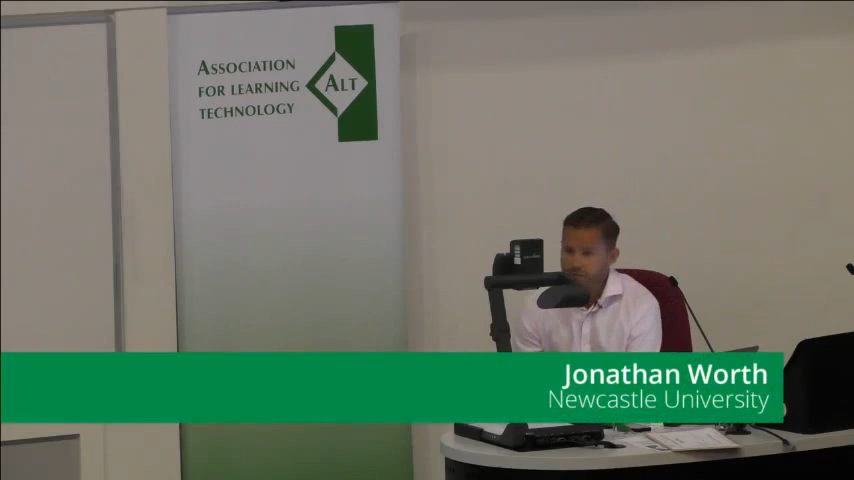 ASSOCIATION
FOR LEARNING
TECHNOLOGY
ALT
Jonathan Worth
Newcastle University